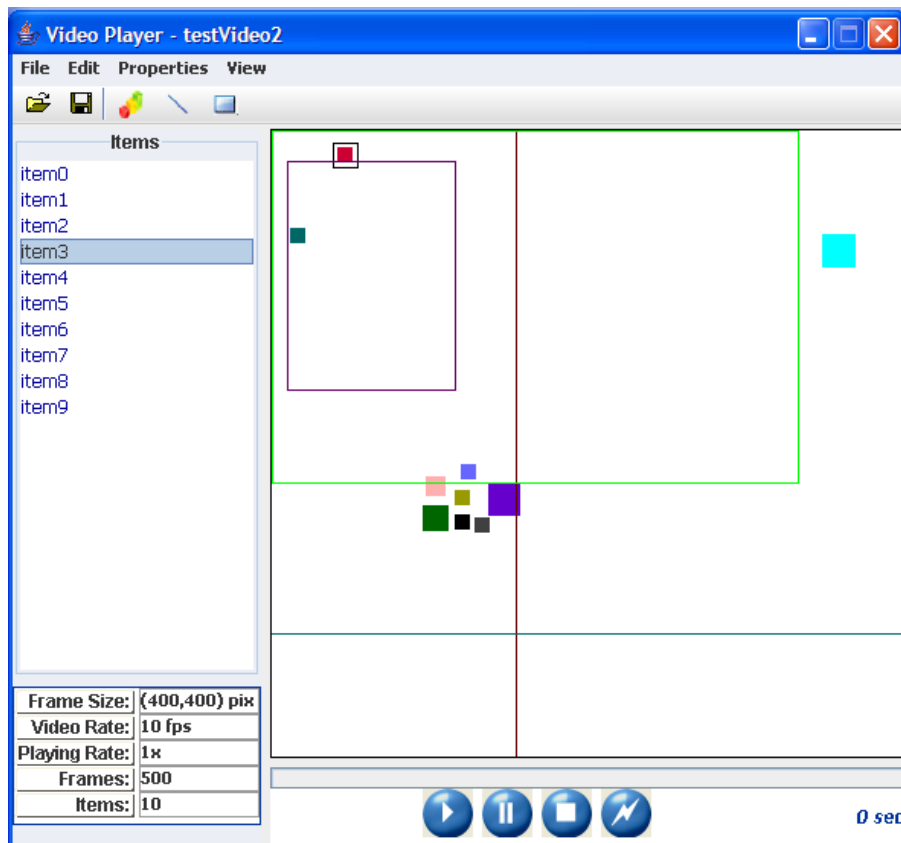 Video Player - testVideo2
File Edit Properties View
Items
item0
item1
item2
item3
item4
item5
item6
item7
item8
item9
Frame Size: (400,400) pix
Video Rate: 10 fps
Playing Rate: 1x
Frames: 500
Items: 10
0 sec